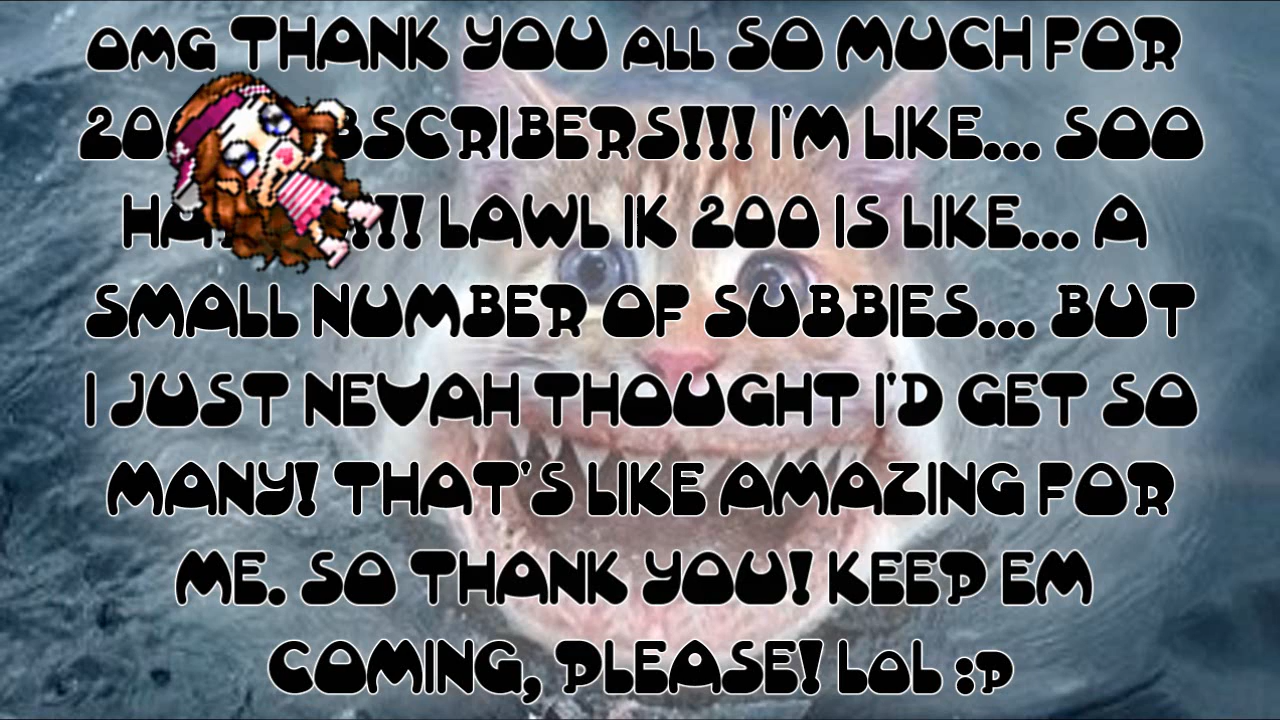 OMG THANK YOU ALL SO MUCH FOR
SUBSCRIBERS!!! I'M LIKE... SOO
!!! LAWL IK 200 IS LIKE... A
SMALL NUMBER OF SUBBIES... BUT
I JUST NEVAH THOUGHT I'D GET SO
MANY! THAT'S LIKE AMAZING FOR
ME. SO THANK YOU! KEEP EM
COMING, PLEASE! LOL :P